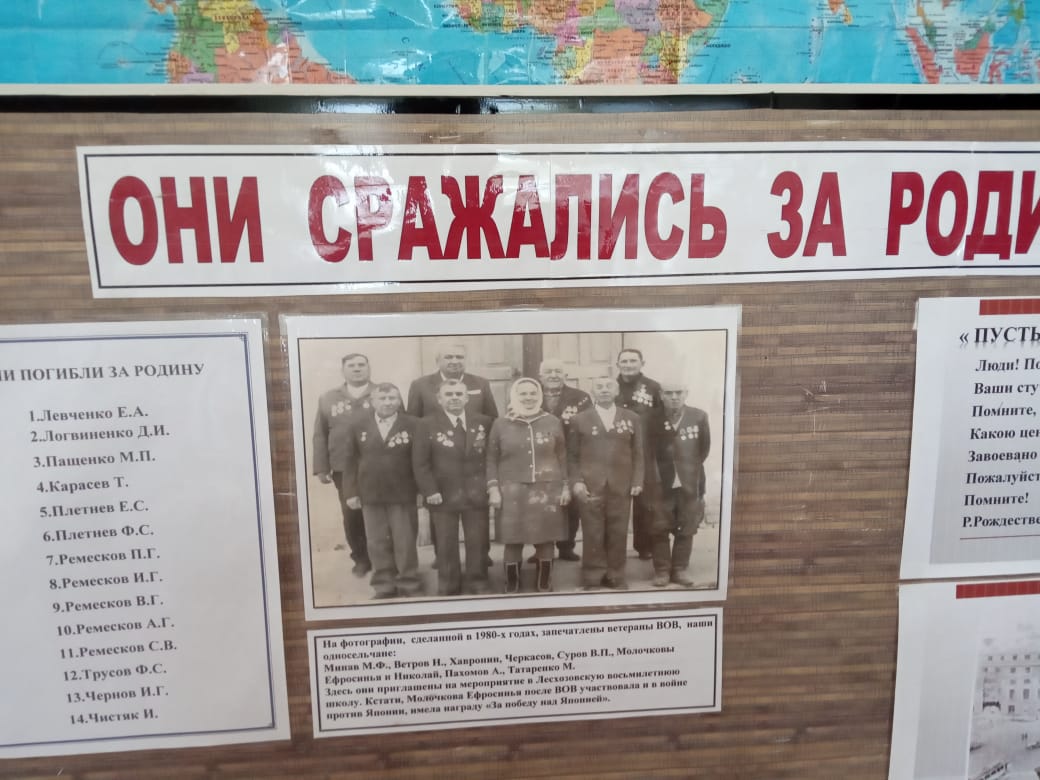 ОНИ СРАЖАЛИСЬ ЗА РОДИ
НИ ПОГИБЛИ ЗА РОДИНУ
1.Левченко Е.А.
2.Логвиненко Д.И.
3.Пащенко М.П.
4.Карасев Т.
5.Плетнев Е.С.
6.Плетнев Ф.С.
7.Ремесков П.Г.
8.Ремесков И.Г.
9.Ремесков В.Г.
10.Ремесков А.Г.
11.Ремесков С.В.
12.Трусов Ф.С.
13.Чернов И.Г.
14.Чистяк И.
На фотографии, сделанной в 1980-х годах, запечатлены ветераны ВОВ, наши
односельчане:
Минав М.Ф., Ветров Н., Хавронин, Черкасов, Суров В.П., Молочковы
Ефросинья и Николай, Пахомов А., Татаренко М.
Здесь они приглашены на мероприятие в Лесхозовскую восьмилетнюю
школу. Кстати, Молочкова Ефросинья после ВОВ участвовала и в войне
против Японии, имела награду «За победу над Японией».
« ПУСТЬ
Люди! По
Ваши сту
Помните,
Какою цен
Завоевано
Пожалуйст
Помните!
Р.Рождестве